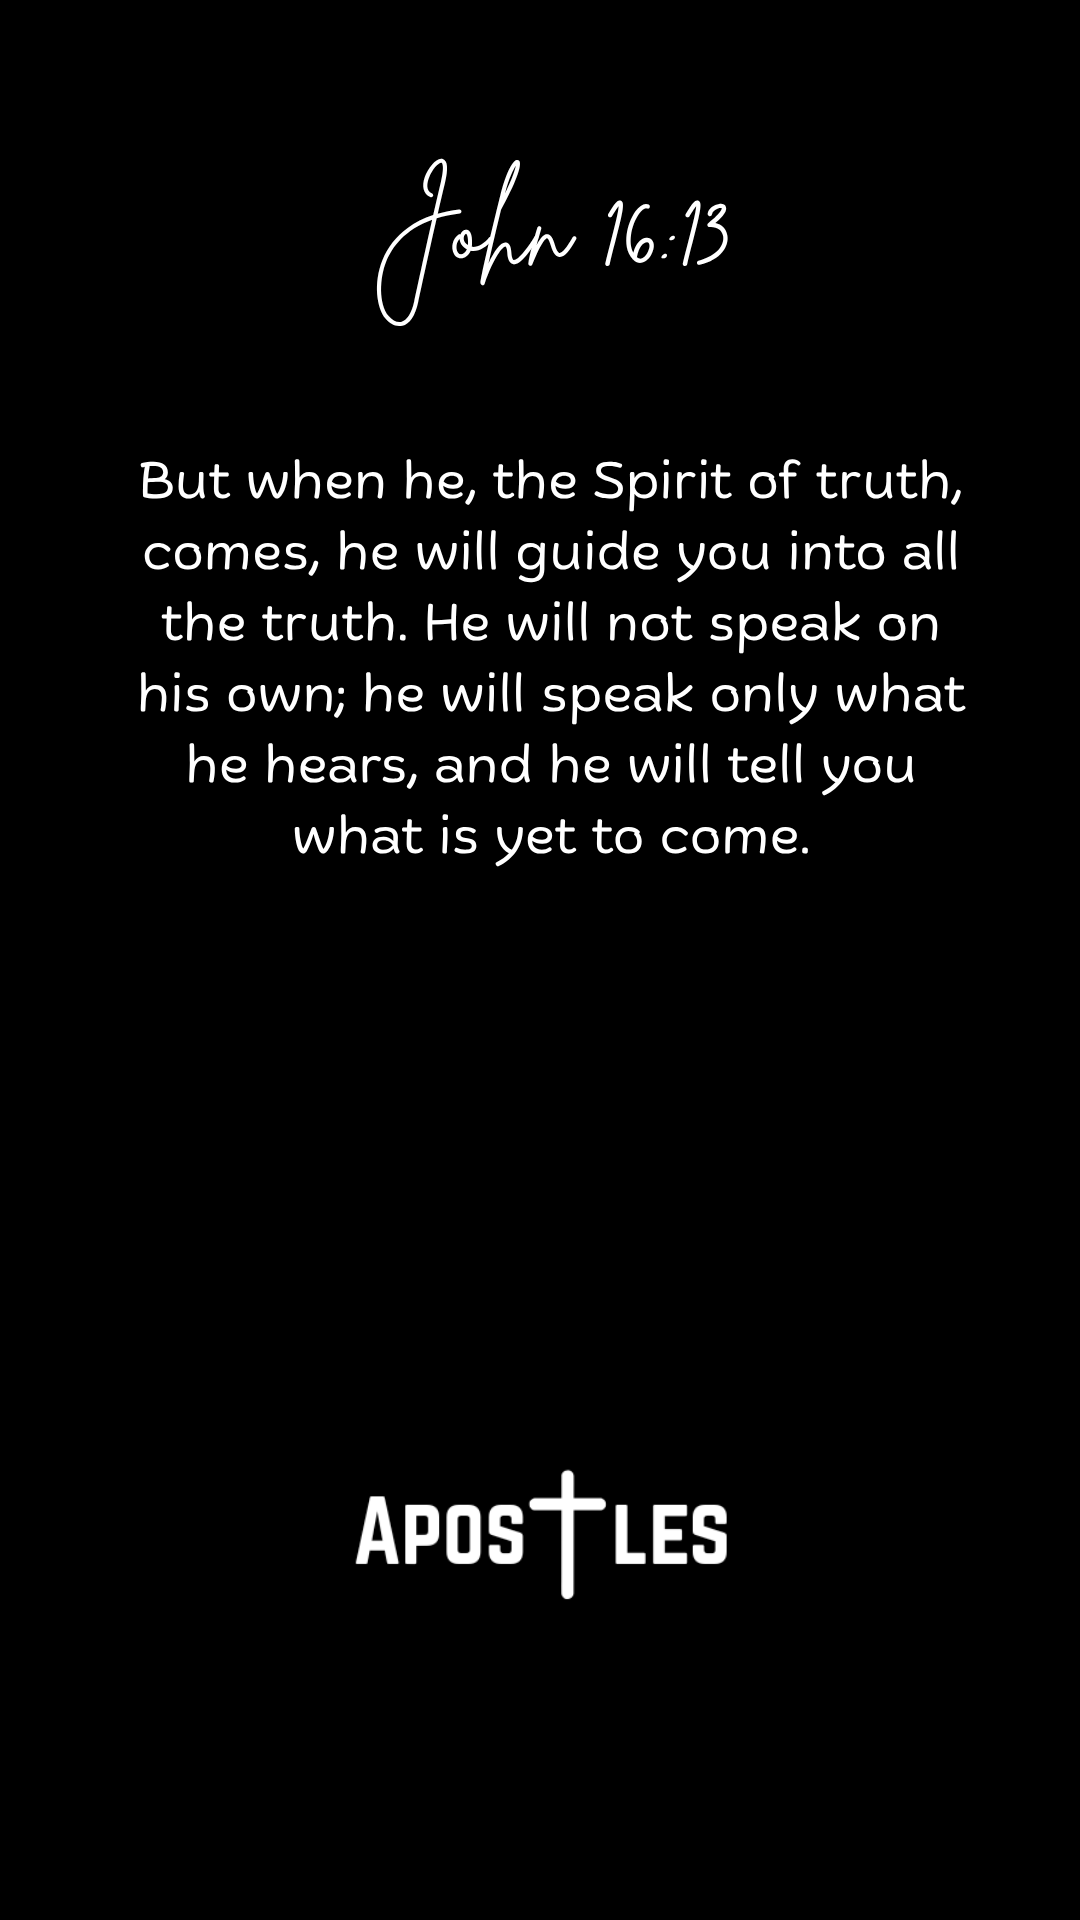 John 16:13
But when he, the Spirit of truth,
comes, he will guide you into all
the truth. He will not speak on
his own; he will speak only what
he hears, and he will tell you
what is yet to come.
APOSTLES